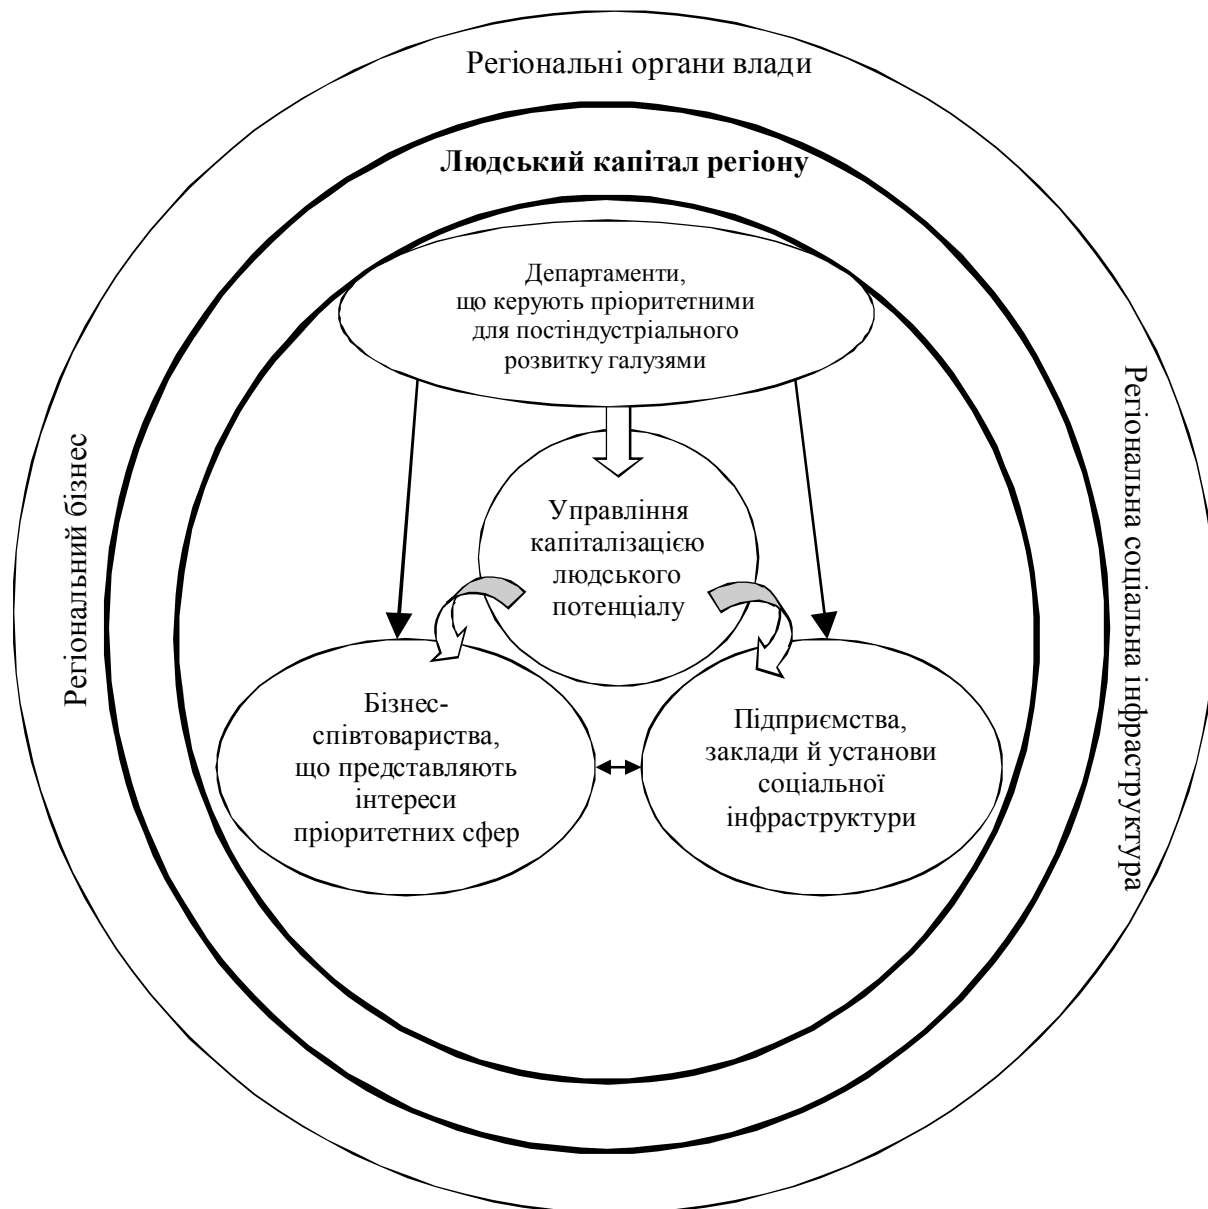 Регіональні органи влади
Людський капітал регіону
Департаменти,
що керують пріоритетними
для постіндустріального
розвитку галузями
Регіональний бізнес
Регіональна соціальна інфраструктура
Управління
капіталізацією
людського
потенціалу
Бізнес-
співтовариства,
що представляють
інтереси
пріоритетних сфер
Підприємства,
заклади й установи
соціальної
інфраструктури